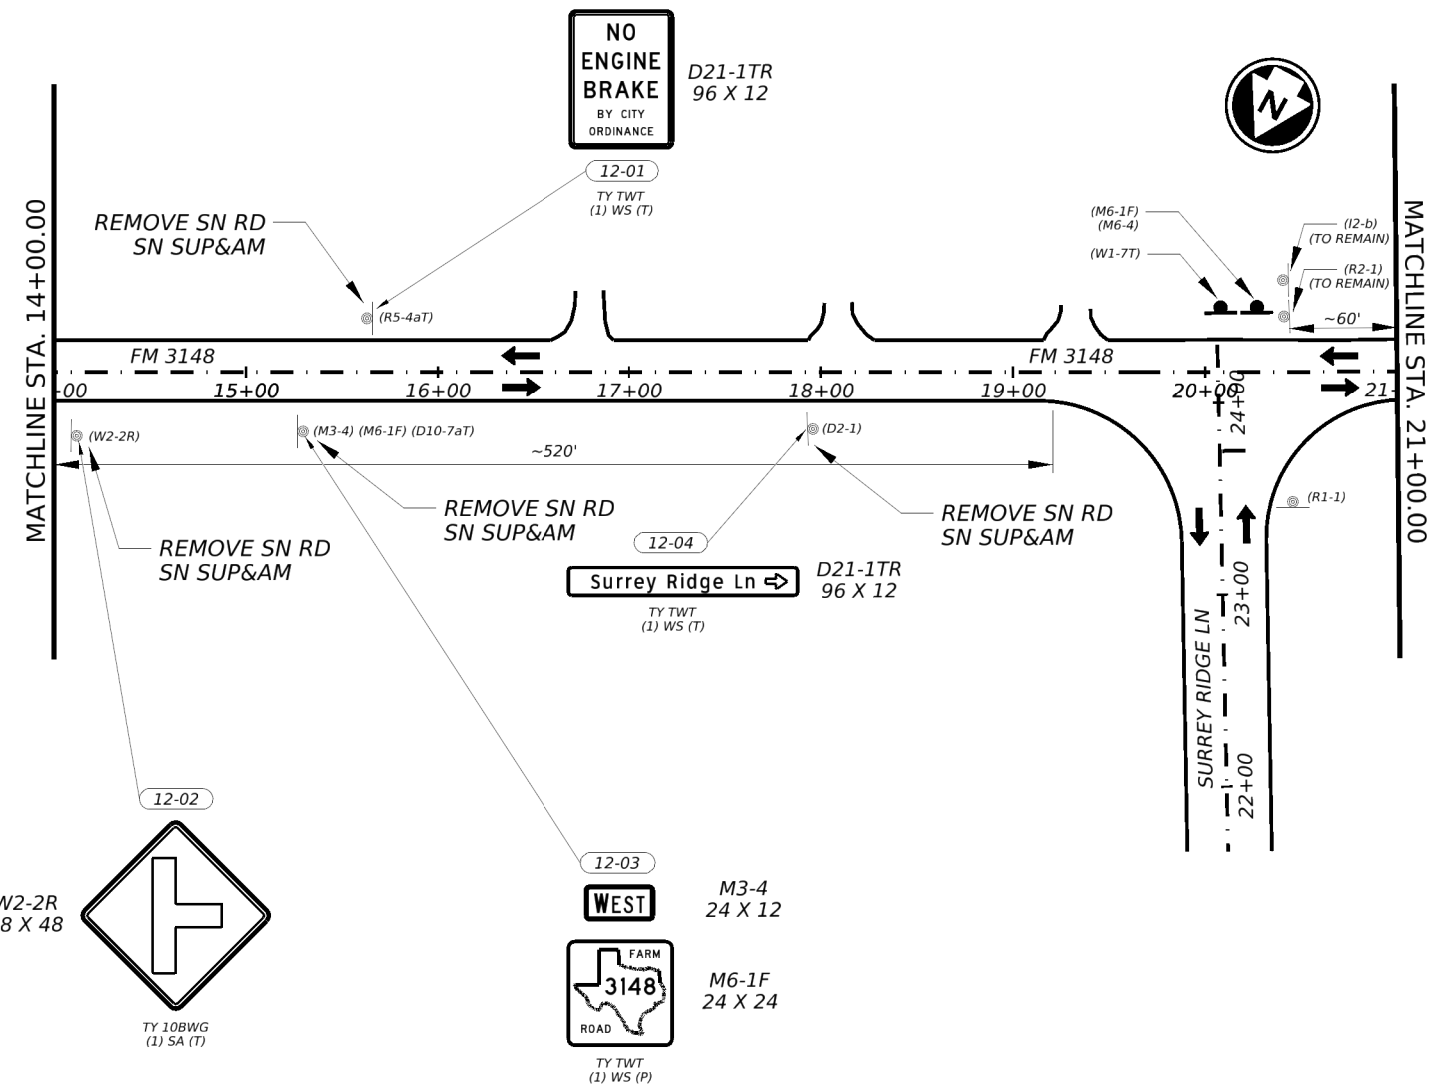 NO
ENGINE
BRAKE
BY CITY
ORDINANCE
D21-1TR
96 X 12
12-01
TY TWT
(1) WS (T)
N
REMOVE SN RD
SN SUP&AM
(R5-4aT)
(M6-1F)
(M6-4)
(W1-7T)
(I2-b)
(TO REMAIN)
(R2-1)
(TO REMAIN)
~60'
MATCHLINE STA. 14+00.00
MATCHLINE STA. 21+00.00
FM 3148
FM 3148
00
15+00
16+00
17+00
18+00
19+00
20+00
21-
24+00
(W2-2R)
(M3-4) (M6-1F) (D10-7aT)
(D2-1)
~520'
(R1-1)
REMOVE SN RD
SN SUP&AM
REMOVE SN RD
SN SUP&AM
REMOVE SN RD
SN SUP&AM
12-04
Surrey Ridge Ln
D21-1TR
96 X 12
TY TWT
(1) WS (T)
23+00
SURREY RIDGE LN
22+00
12-02
W2-2R
8 X 48
TY 10BWG
(1) SA (T)
12-03
WEST
M3-4
24 X 12
FARM
3148
ROAD
M6-1F
24 X 24
TY TWT
(1) WS (P)